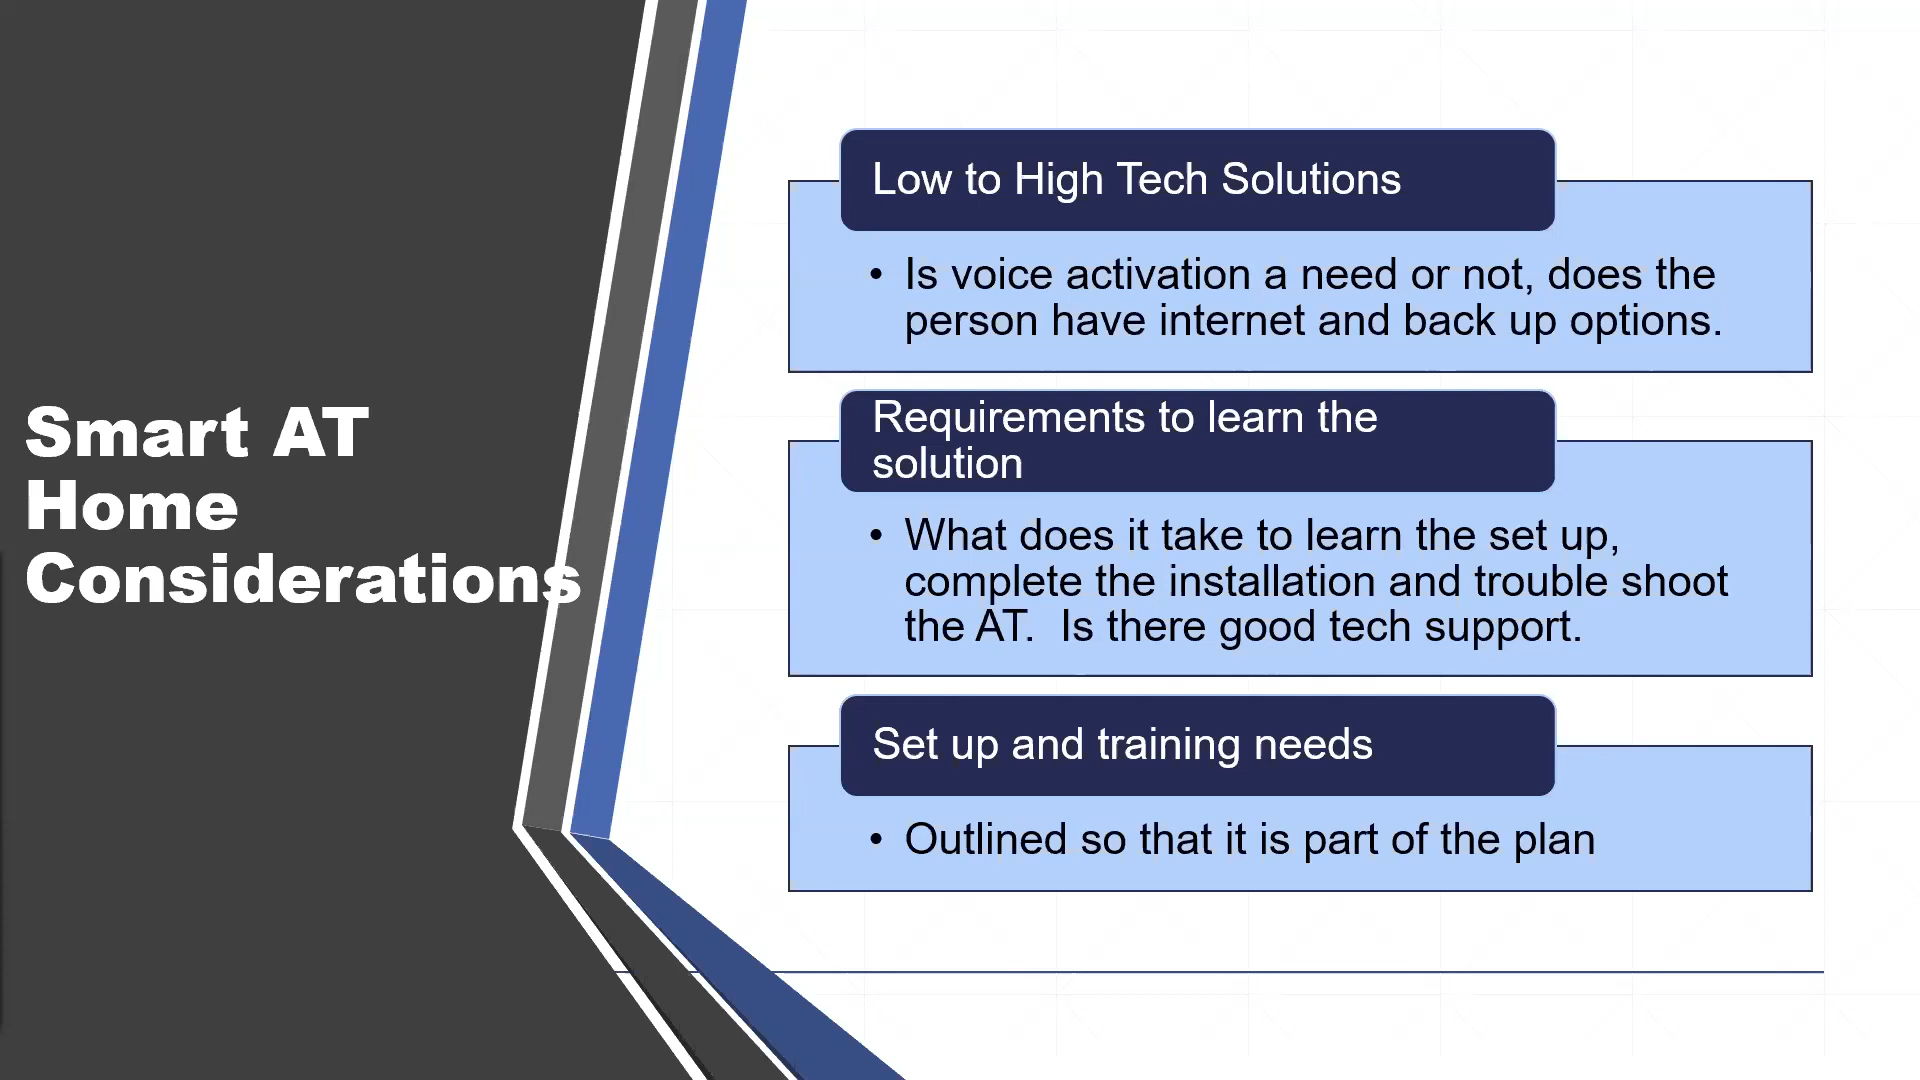 Smart AT
Home
Considerations
Low to High Tech Solutions
• Is voice activation a need or not, does the
person have internet and back up options.
Requirements to learn the
solution
• What does it take to learn the set up,
complete the installation and trouble shoot
the AT.  Is there good tech support.
Set up and training needs
• Outlined so that it is part of the plan